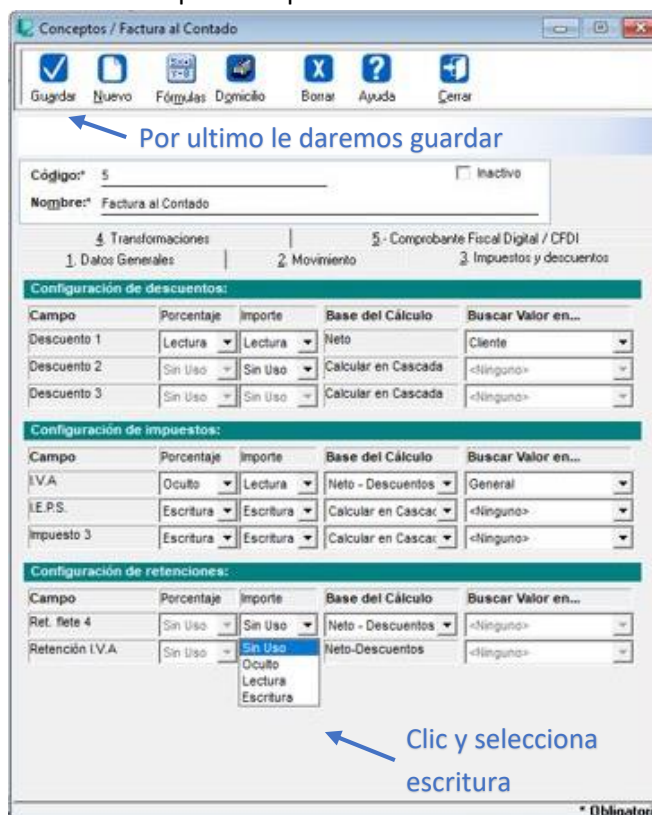 Conceptos / Factura al Contado
Guardar Nuevo Fórmulas Domicilio Borrar Ayuda Cerrar
Por ultimo le daremos guardar
Código:* 5 Inactivo
Nombre:* Factura al Contado
4. Transformaciones 5.- Comprobante Fiscal Digital / CFDI
1. Datos Generales 2. Movimiento 3. Impuestos y descuentos
Configuración de descuentos:
Campo Porcentaje Importe Base del Cálculo Buscar Valor en...
Descuento 1 Lectura Lectura Neto Cliente
Descuento 2 Sin Uso Sin Uso Calcular en Cascada <Ninguno>
Descuento 3 Sin Uso Sin Uso Calcular en Cascada <Ninguno>
Configuración de impuestos:
Campo Porcentaje Importe Base del Cálculo Buscar Valor en...
I.V.A Oculto Lectura Neto - Descuentos General
I.E.P.S. Escritura Escritura Calcular en Cascac <Ninguno>
Impuesto 3 Escritura Escritura Calcular en Cascac <Ninguno>
Configuración de retenciones:
Campo Porcentaje Importe Base del Cálculo Buscar Valor en...
Ret. flete 4 Sin Uso Sin Uso Neto - Descuentos <Ninguno>
Retención I.V.A Sin Uso Sin Uso Neto-Descuentos <Ninguno>
Oculto
Lectura
Escritura
Clic y selecciona
escritura
* Obligator